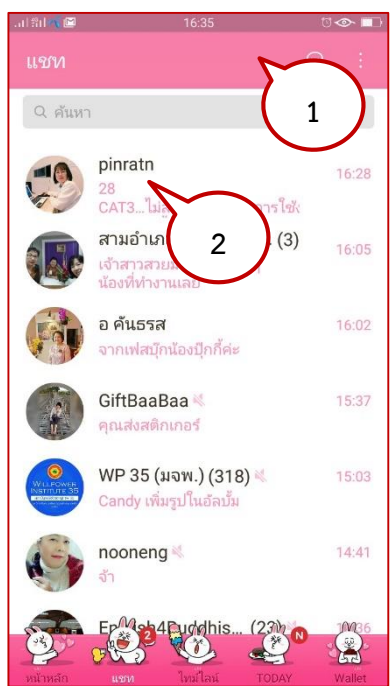 16:35
แชท
1
ค้นหา
pinratn
16:28
28
CAT3...ไม่
การใช้
2
สามอำเภ
(3)
16:05
เจ้าสาวสวยม
น้องที่ทำงานเลย
อ คันธรส
16:02
จากเฟสบุ๊กน้องปุ๊กกี้ค่ะ
GiftBaaBaa
15:37
คุณส่งสติกเกอร์
WILLPOWER
INSTITUTE 35
WP 35 (มจพ.) (318)
15:03
Candy เพิ่มรูปในอัลบั้ม
nooneng
14:41
จ้า
(23)
2
N
หน้าหลัก
แชท
ไทม์ไลน์
TODAY
Wallet